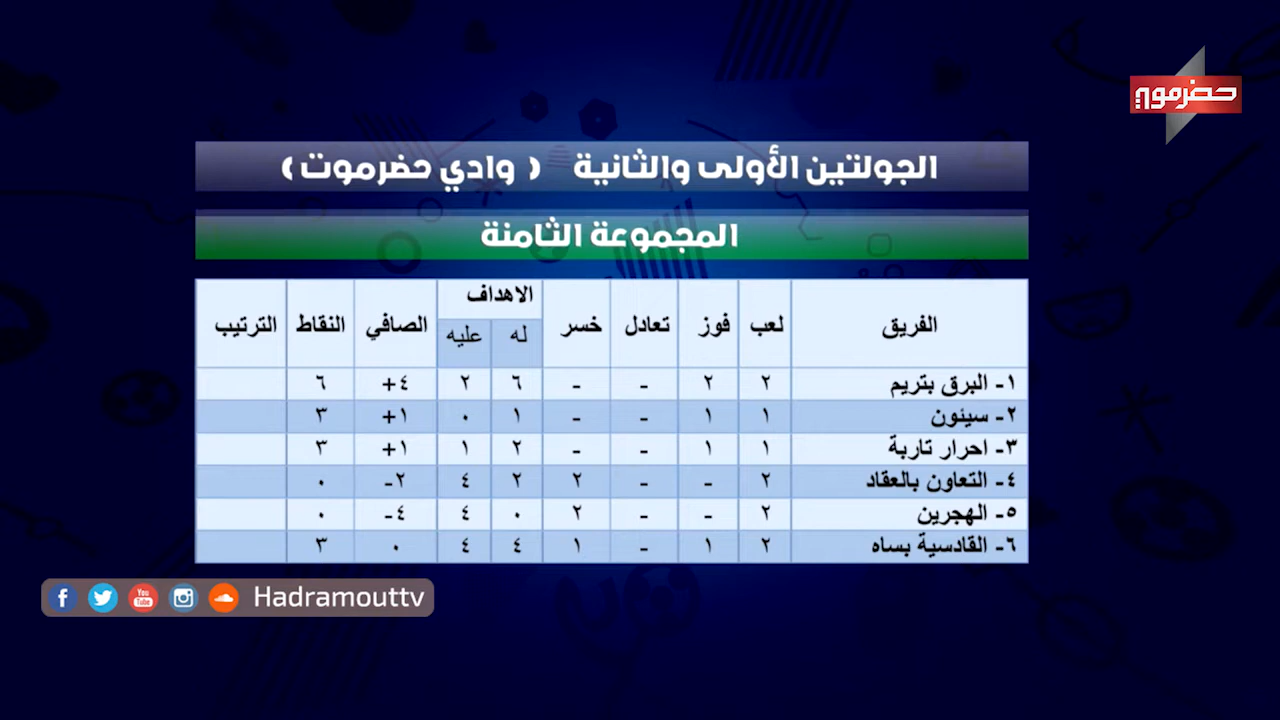 حضرموت
الجولتين الأولى والثانية ( وادي حضرموت )
المجموعة الثامنة
الفريق لعب فوز تعادل خسر الاهداف الصافي النقاط الترتيب
له عليه
١- البرق بتريم ٢ ٢ - - ٦ ٢ +٤ ٦
٢- سيئون ١ ١ - - ١ ٠ +١ ٣
٣- احرار تاربة ١ ١ - - ٢ ١ +١ ٣
٤- التعاون بالعقاد ٢ - - ٢ ٢ ٤ -٢ ٠
٥- الهجرين ٢ - - ٢ ٠ ٤ -٤ ٠
٦- القادسية بساه ٢ ١ - ١ ٤ ٤ ٠ ٣
You Tube Hadramouttv